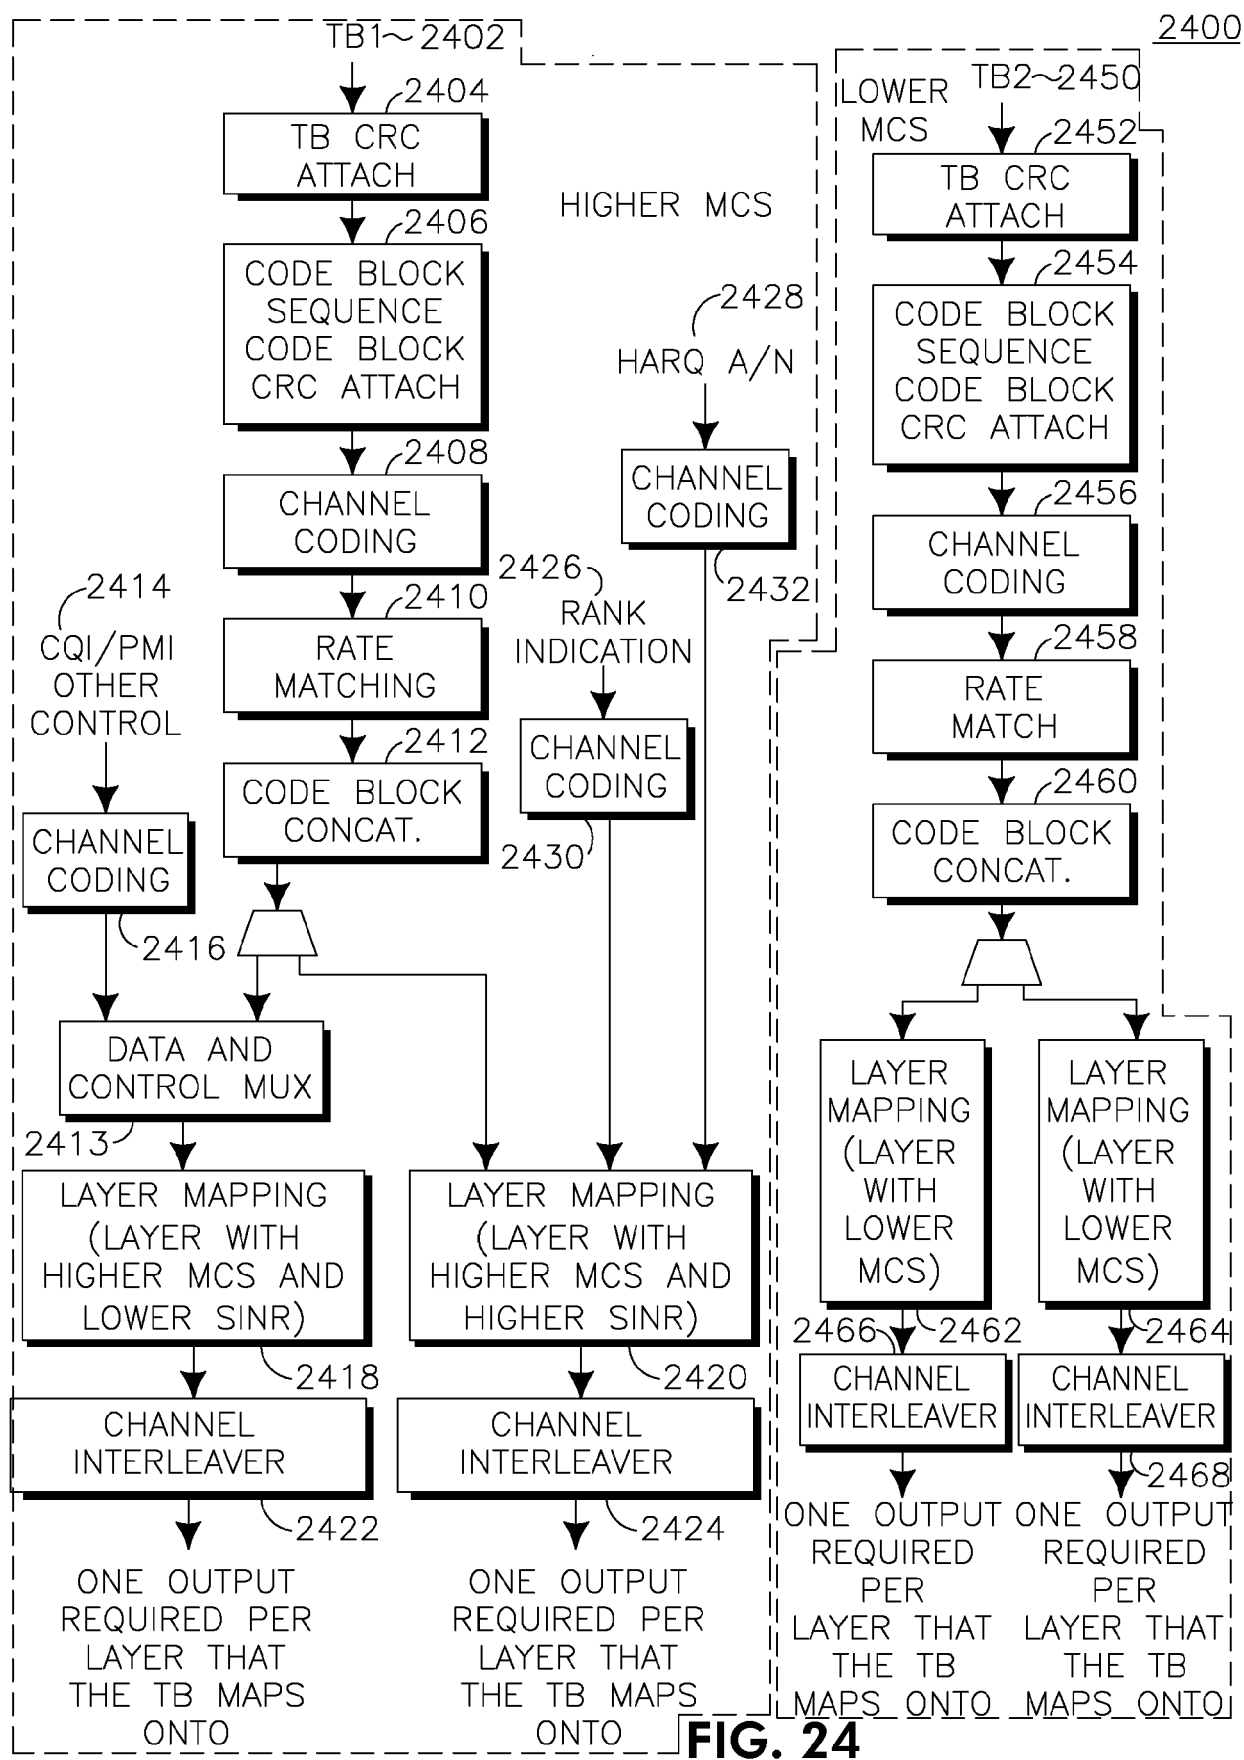 2400
TB1~2402
2404
TB CRC
ATTACH
2406
CODE BLOCK
SEQUENCE
CODE BLOCK
CRC ATTACH
2408
CHANNEL
CODING
2410
RATE
MATCHING
2412
CODE BLOCK
CONCAT.
2414
CQI/PMI
OTHER
CONTROL
CHANNEL
CODING
2416
DATA AND
CONTROL MUX
2413
HIGHER MCS
2428
HARQ A/N
CHANNEL
CODING
2432
2426
RANK
INDICATION
CHANNEL
CODING
2430
LAYER MAPPING
(LAYER WITH
HIGHER MCS AND
LOWER SINR)
2418
CHANNEL
INTERLEAVER
2422
ONE OUTPUT
REQUIRED PER
LAYER THAT
THE TB MAPS
ONTO
LAYER MAPPING
(LAYER WITH
HIGHER MCS AND
HIGHER SINR)
2420
CHANNEL
INTERLEAVER
2424
ONE OUTPUT
REQUIRED PER
LAYER THAT
THE TB MAPS
ONTO
LOWER
MCS
TB2~2450
2452
TB CRC
ATTACH
2454
CODE BLOCK
SEQUENCE
CODE BLOCK
CRC ATTACH
2456
CHANNEL
CODING
2458
RATE
MATCH
2460
CODE BLOCK
CONCAT.
LAYER
MAPPING
(LAYER
WITH
LOWER
MCS)
2462
2466
CHANNEL
INTERLEAVER
ONE OUTPUT
REQUIRED
PER
LAYER THAT
THE TB
MAPS ONTO
LAYER
MAPPING
(LAYER
WITH
LOWER
MCS)
2464
CHANNEL
INTERLEAVER
2468
ONE OUTPUT
REQUIRED
PER
LAYER THAT
THE TB
MAPS ONTO
FIG. 24